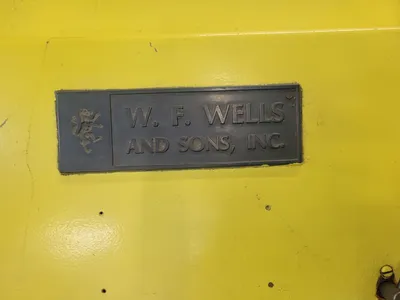 W. F. WELLS
AND SONS, INC.